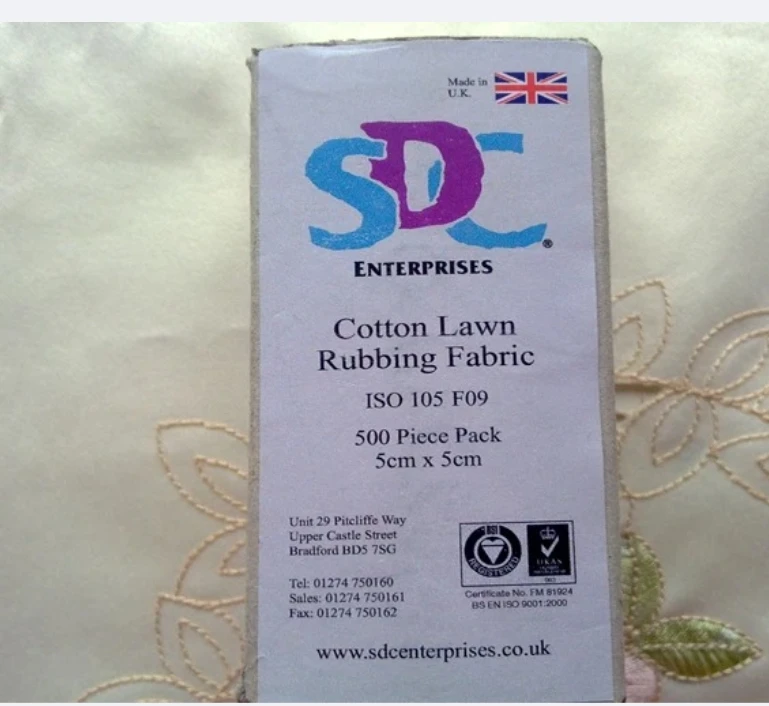 Made in
U.K.
SDC
®
ENTERPRISES
Cotton Lawn
Rubbing Fabric
ISO 105 F09
500 Piece Pack
5cm x 5cm
Unit 29 Pitcliffe Way
Upper Castle Street
Bradford BD5 7SG
Tel: 01274 750160
Sales: 01274 750161
Fax: 01274 750162
BSI
REGISTERED
UKAS
Certificate No. FM 81924
BS EN ISO 9001:2000
www.sdcenterprises.co.uk